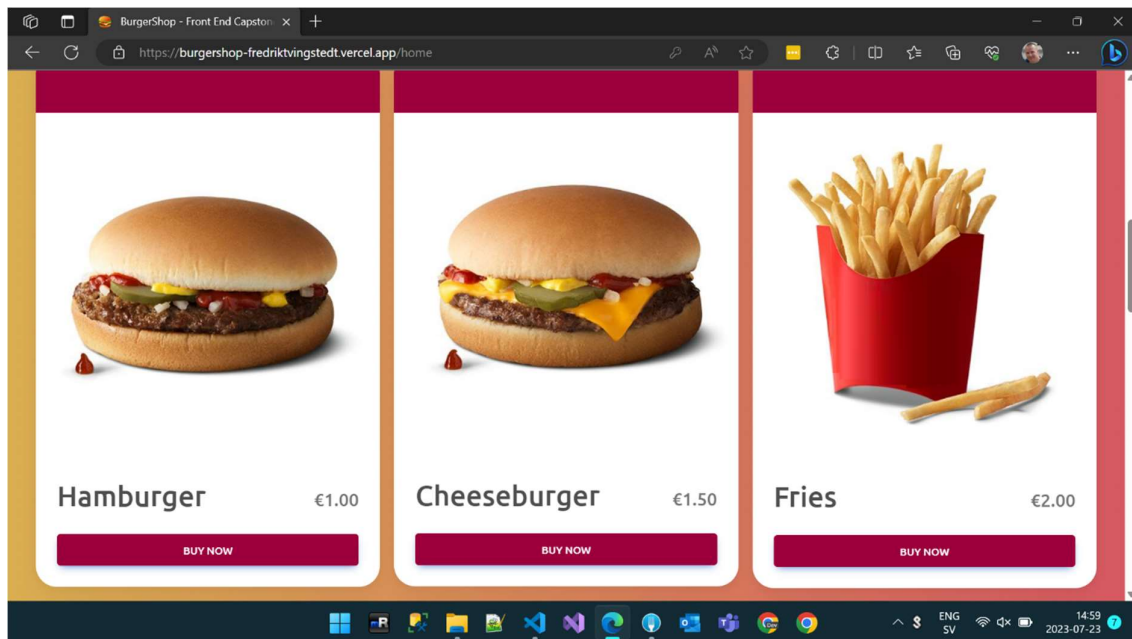 BurgerShop - Front End Capston
https://burgershop-fredriktvingstedt.vercel.app/home
Hamburger €1.00
Cheeseburger €1.50
Fries €2.00
BUY NOW
BUY NOW
BUY NOW
ENG 14:59
SV 2023-07-23 7